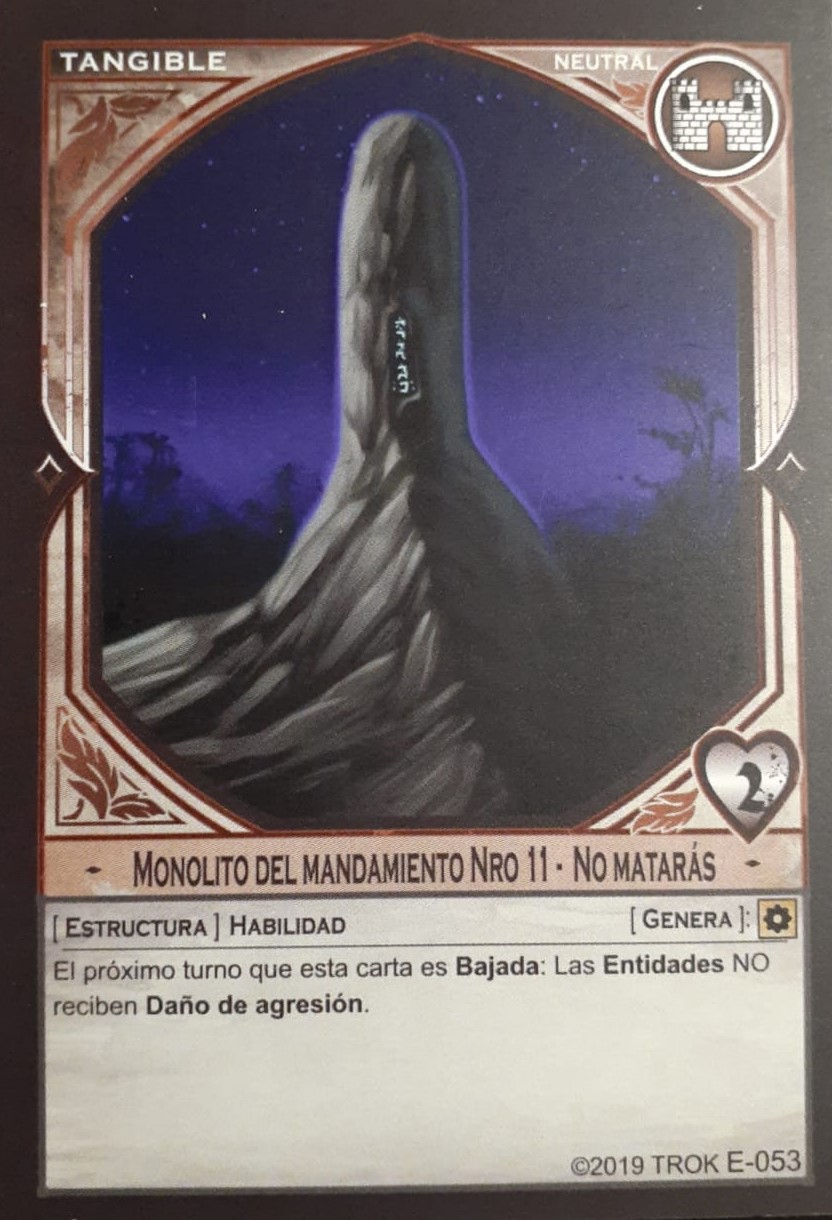 TANGIBLE
NEUTRAL
2
MONOLITO DEL MANDAMIENTO NRO 11 · NO MATARÁS
[ ESTRUCTURA ] HABILIDAD
[ GENERA ]:
El próximo turno que esta carta es Bajada: Las Entidades NO
reciben Daño de agresión.
©2019 TROK E-053